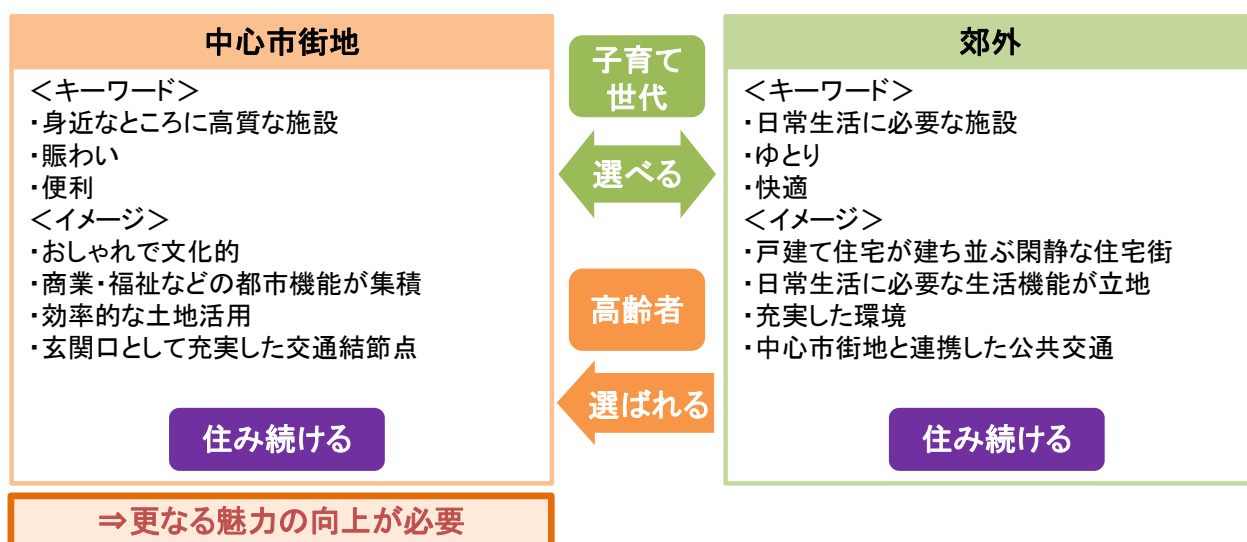 中心市街地
＜キーワード＞
・身近なところに高質な施設
・賑わい
・便利
＜イメージ＞
・おしゃれで文化的
・商業・福祉などの都市機能が集積
・効率的な土地活用
・玄関口として充実した交通結節点
住み続ける
⇒更なる魅力の向上が必要
子育て
世代
選べる
高齢者
選ばれる
郊外
＜キーワード＞
・日常生活に必要な施設
・ゆとり
・快適
＜イメージ＞
・戸建て住宅が建ち並ぶ閑静な住宅街
・日常生活に必要な生活機能が立地
・充実した環境
・中心市街地と連携した公共交通
住み続ける